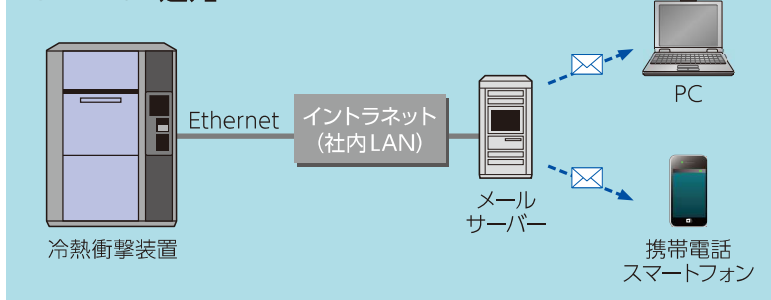 Ethernet
イントラネット
(社内LAN)
冷熱衝撃装置
メール
サーバー
PC
携帯電話
スマートフォン